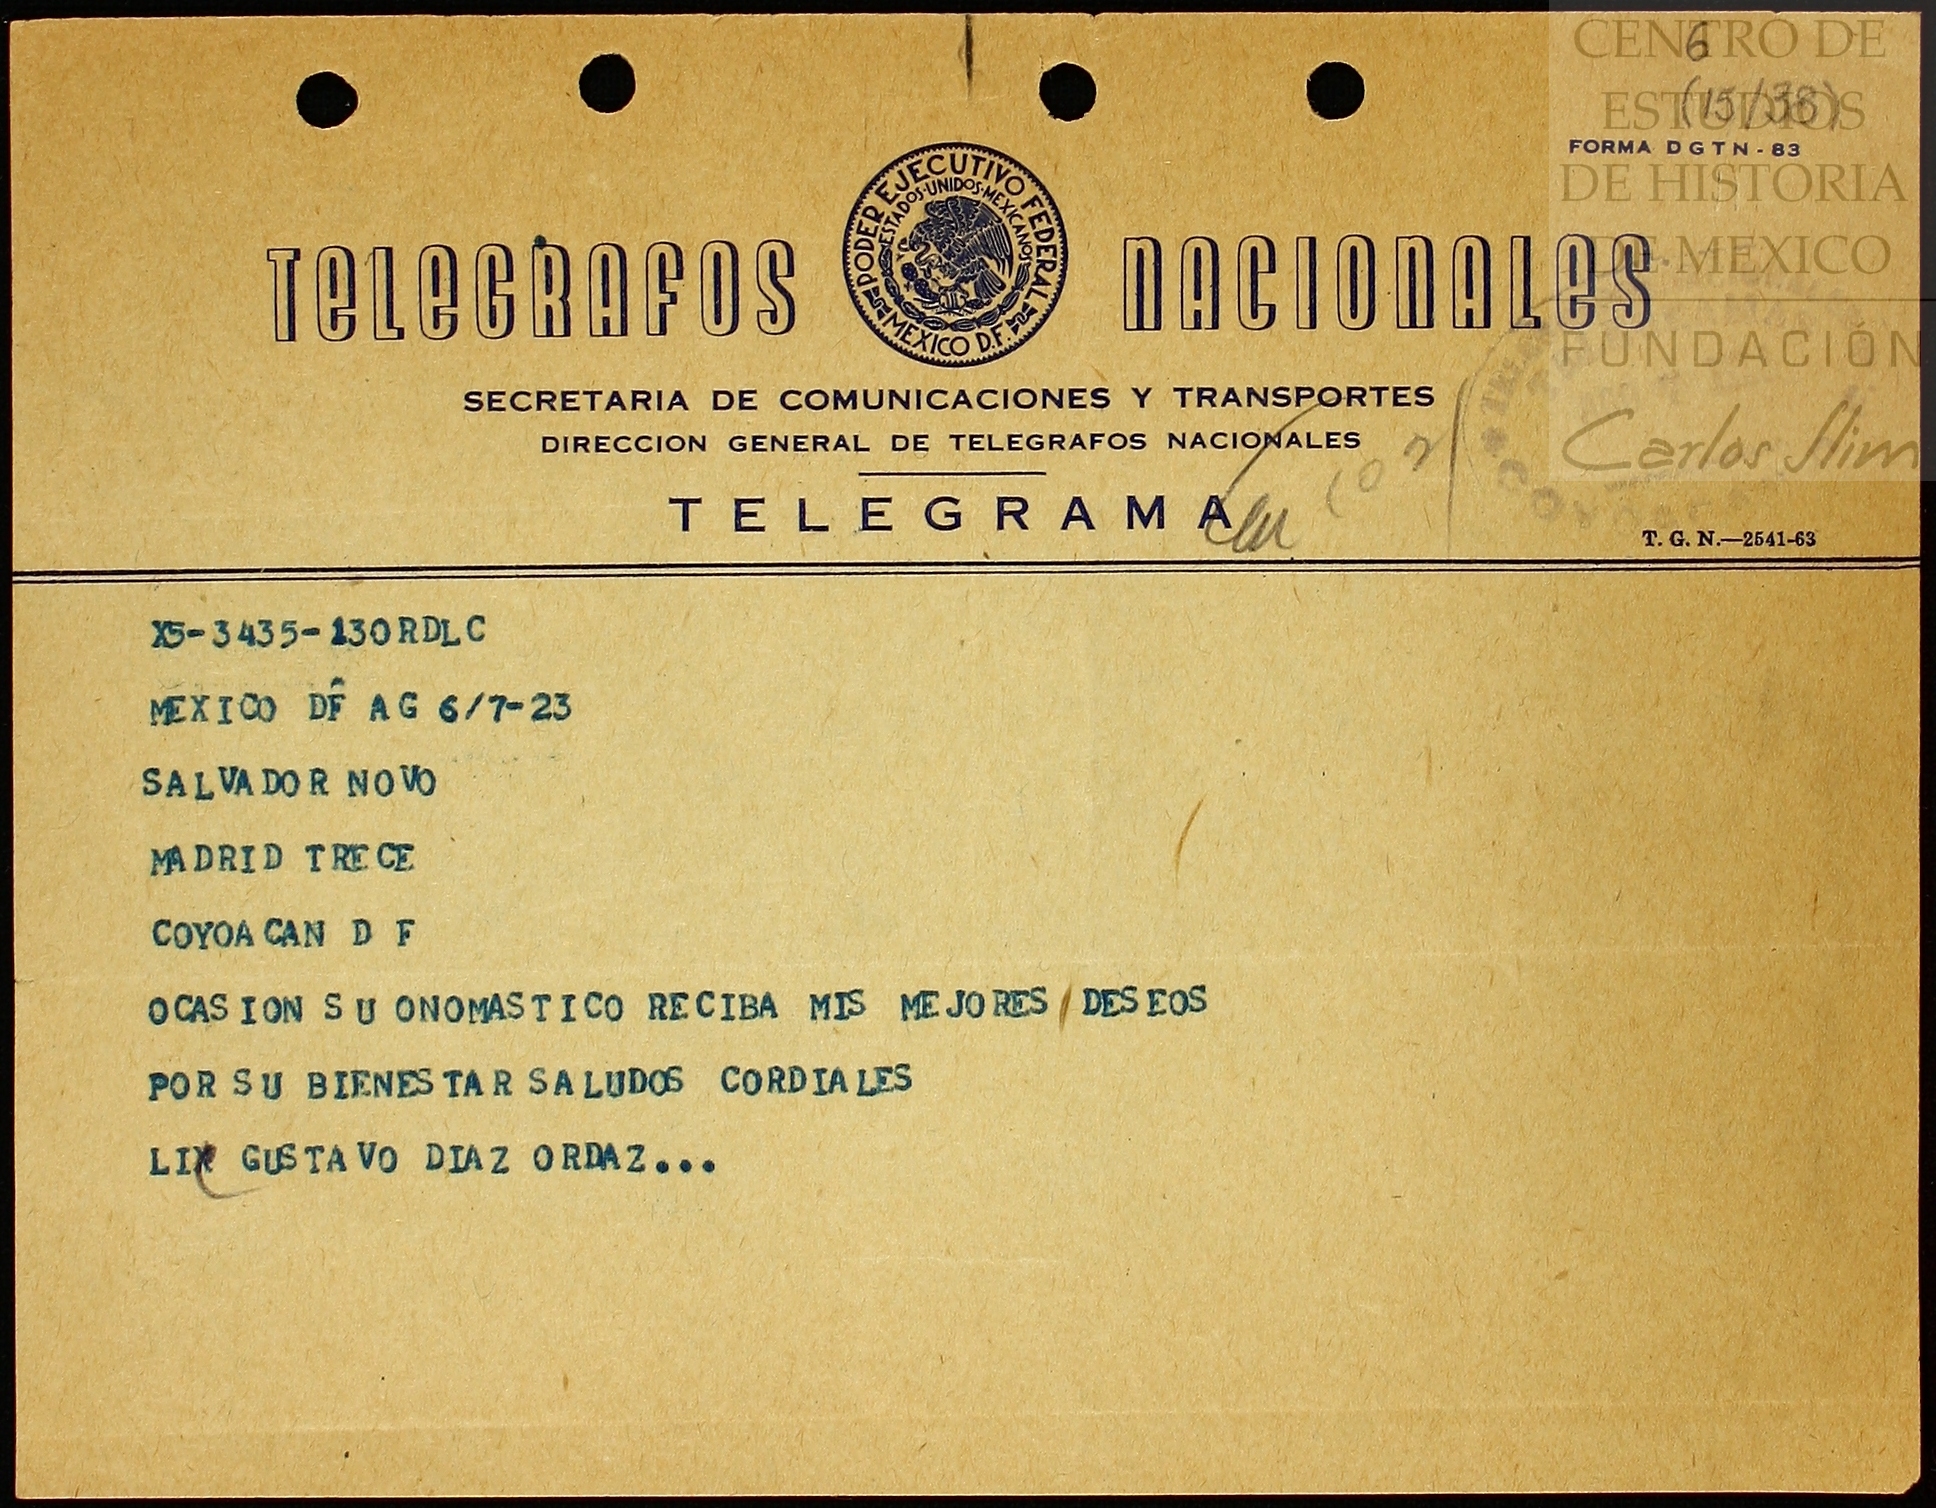 6
(15/38)
CENTRO DE
ESTUDIOS
DE HISTORIA
DE MEXICO
FUNDACIÓN
Carlos Slim
FORMA DGTN-83
TELEGRAFOS NACIONALES
PODER EJECUTIVO FEDERAL
ESTADOS·UNIDOS·MEXICANOS
MEXICO D.F.
SECRETARIA DE COMUNICACIONES Y TRANSPORTES
DIRECCION GENERAL DE TELEGRAFOS NACIONALES
TELEGRAMA
T. G. N.—2541-63
X5-3435-130RDLC
MEXICO DF AG 6/7-23
SALVADOR NOVO
MADRID TRECE
COYOACAN D F
OCASION SU ONOMASTICO RECIBA MIS MEJORES DESEOS
POR SU BIENESTAR SALUDOS CORDIALES
LIC GUSTAVO DIAZ ORDAZ...